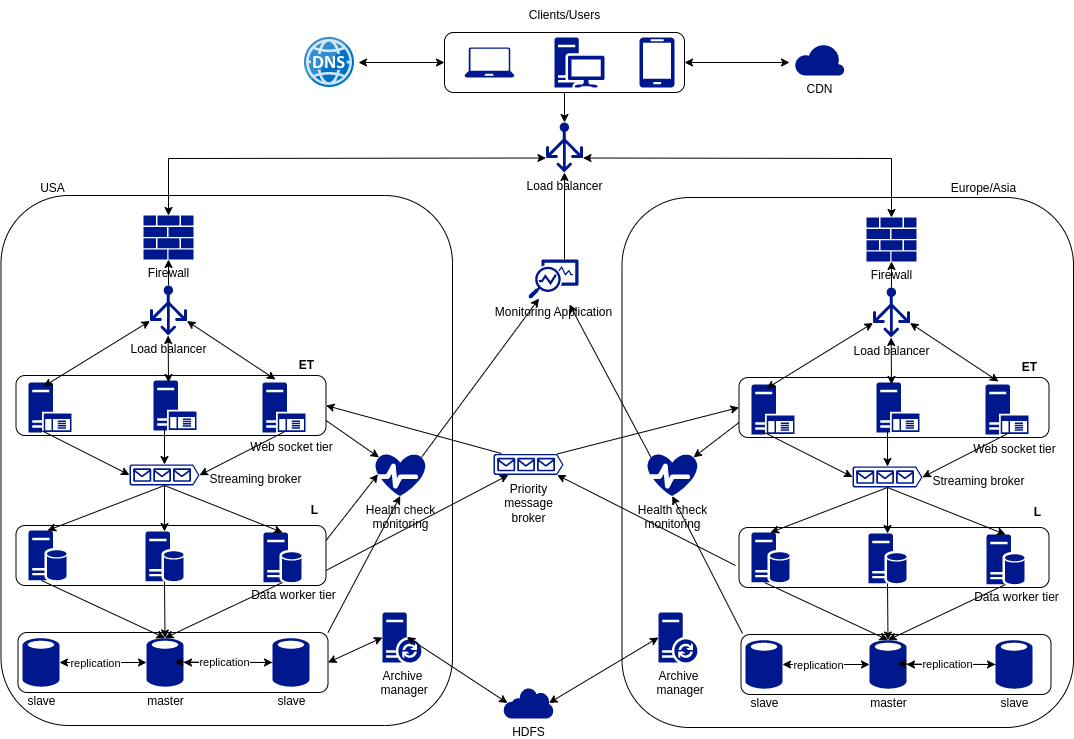 Clients/Users
DNS
CDN
Load balancer
USA
Europe/Asia
Firewall
Firewall
Monitoring Application
Load balancer
Load balancer
ET
ET
Web socket tier
Web socket tier
Streaming broker
Streaming broker
Priority
message
broker
Health check
monitoring
Health check
monitoring
L
L
Data worker tier
Data worker tier
replication
replication
replication
replication
Archive
manager
Archive
manager
slave
master
slave
slave
master
slave
HDFS